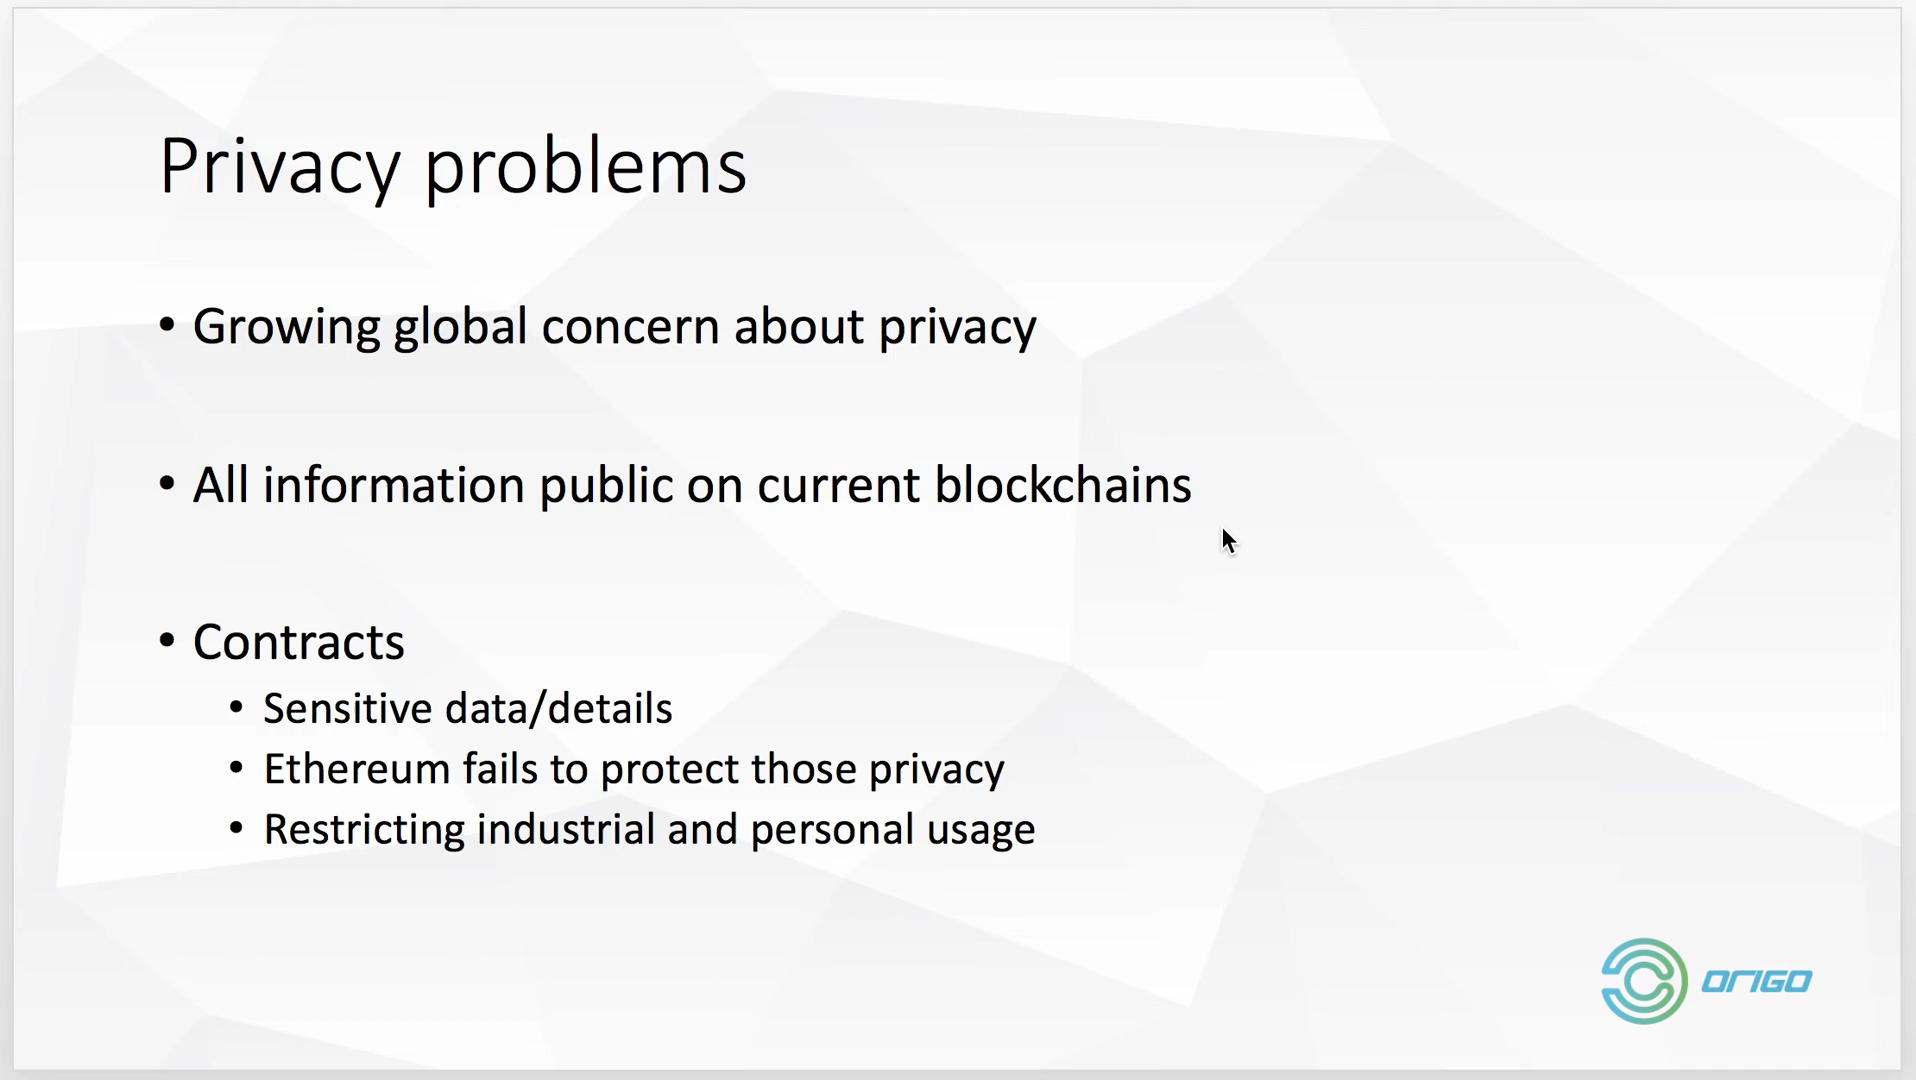 Privacy problems
• Growing global concern about privacy
• All information public on current blockchains
• Contracts
• Sensitive data/details
• Ethereum fails to protect those privacy
• Restricting industrial and personal usage
ORIGO